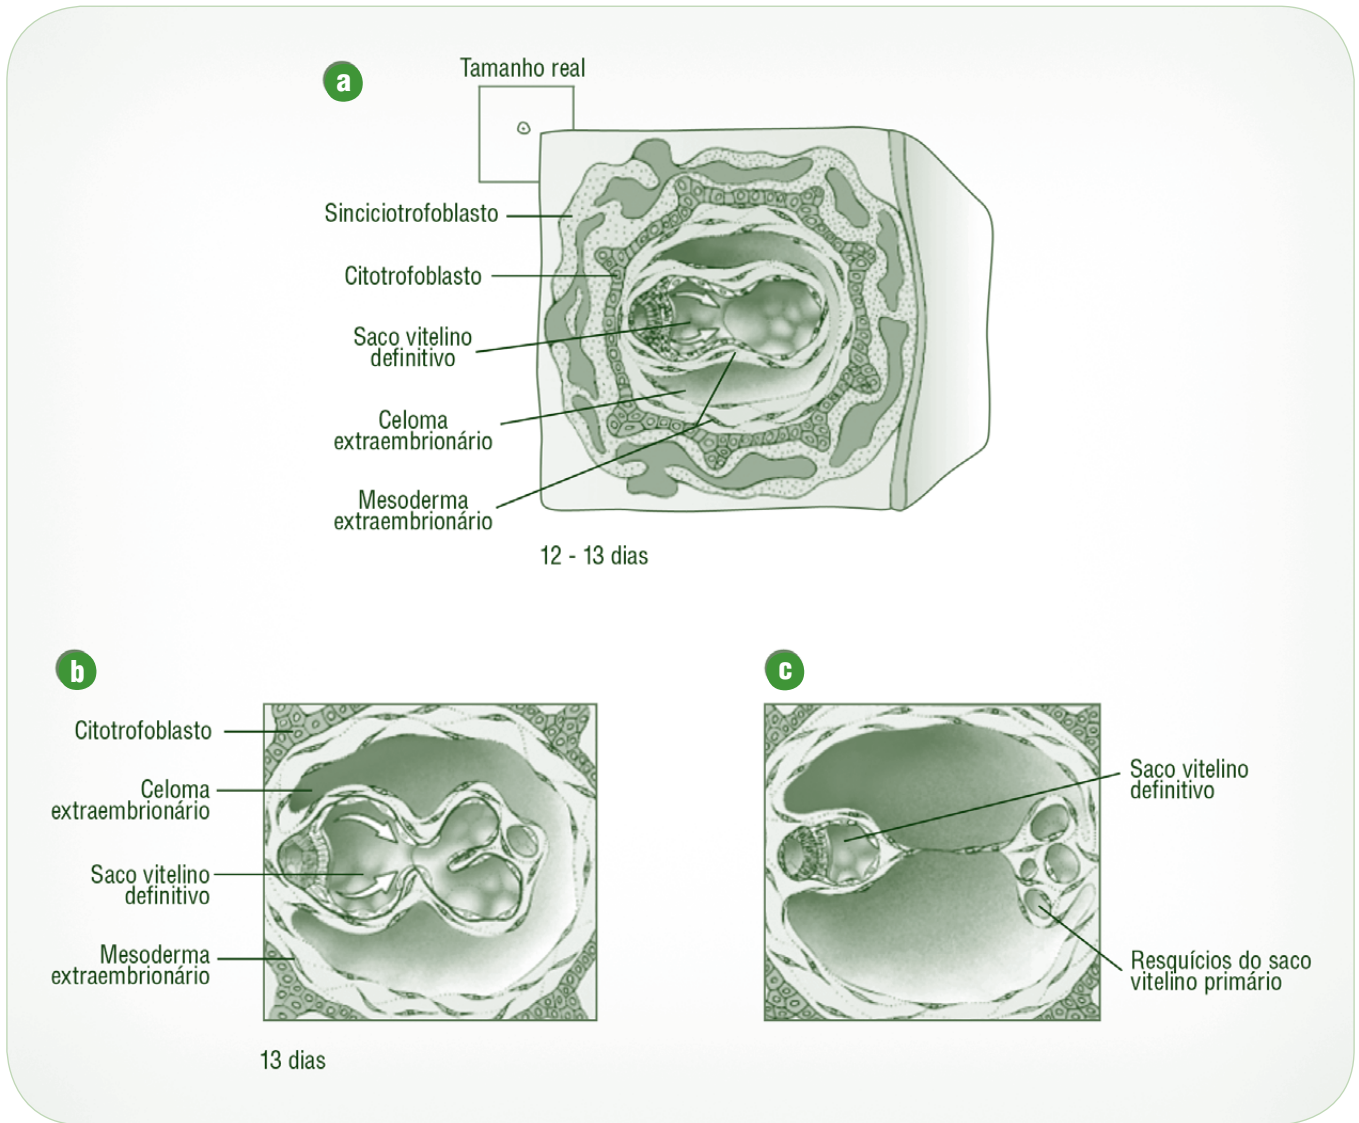 a
Tamanho real
Sinciciotrofoblasto
Citotrofoblasto
Saco vitelino
definitivo
Celoma
extraembrionário
Mesoderma
extraembrionário
12 - 13 dias
b
Citotrofoblasto
Celoma
extraembrionário
Saco vitelino
definitivo
Mesoderma
extraembrionário
13 dias
c
Saco vitelino
definitivo
Resquícios do saco
vitelino primário